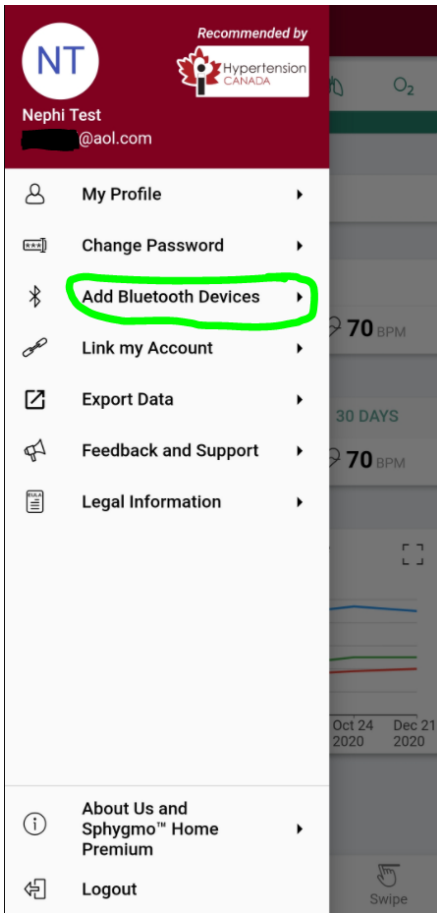 Recommended by
Hypertension
CANADA
NT
Nephi Test
@aol.com
O₂
My Profile
Change Password
Add Bluetooth Devices
70 BPM
Link my Account
Export Data
30 DAYS
Feedback and Support
70 BPM
EULA
Legal Information
Oct 24
2020
Dec 21
2020
About Us and
Sphygmo™ Home
Premium
Logout
Swipe